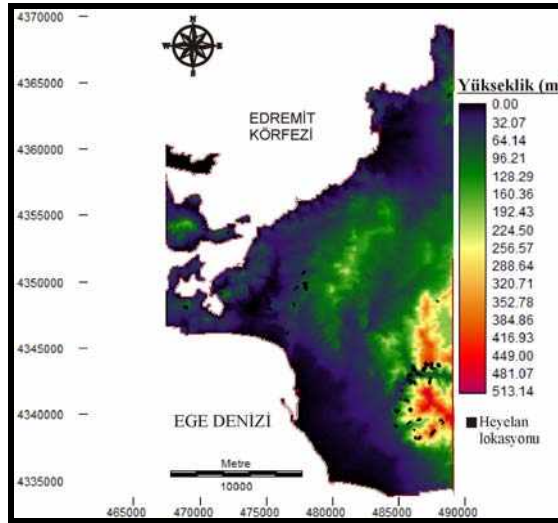 4370000
4365000
4360000
4355000
4350000
4345000
4340000
4335000
N
W E
S
EDREMİT
KÖRFEZİ
EGE DENİZİ
Metre
10000
465000 470000 475000 480000 485000 490000
Yükseklik (m
0.00
32.07
64.14
96.21
128.29
160.36
192.43
224.50
256.57
288.64
320.71
352.78
384.86
416.93
449.00
481.07
513.14
Heyelan
lokasyonu